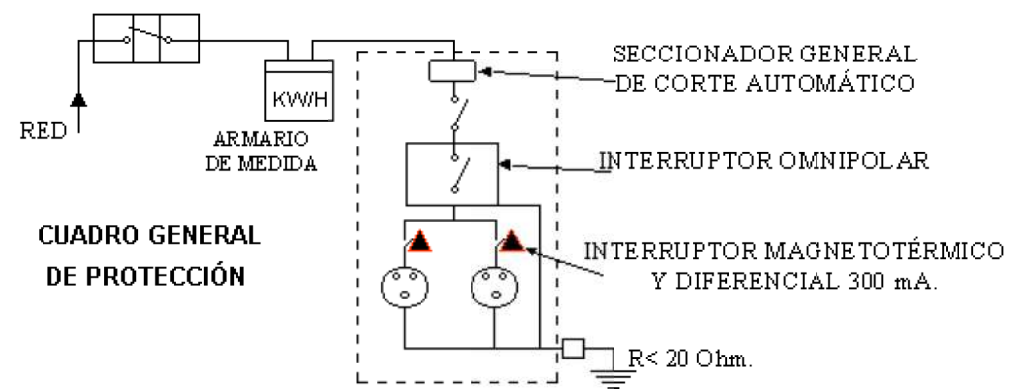 SECCIONADOR GENERAL
DE CORTE AUTOMÁTICO
KW/H
RED
ARMARIO
DE MEDIDA
INTERRUPTOR OMNIPOLAR
CUADRO GENERAL
DE PROTECCIÓN
INTERRUPTOR MAGNETOTÉRMICO
Y DIFERENCIAL 300 mA.
R< 20 Ohm.